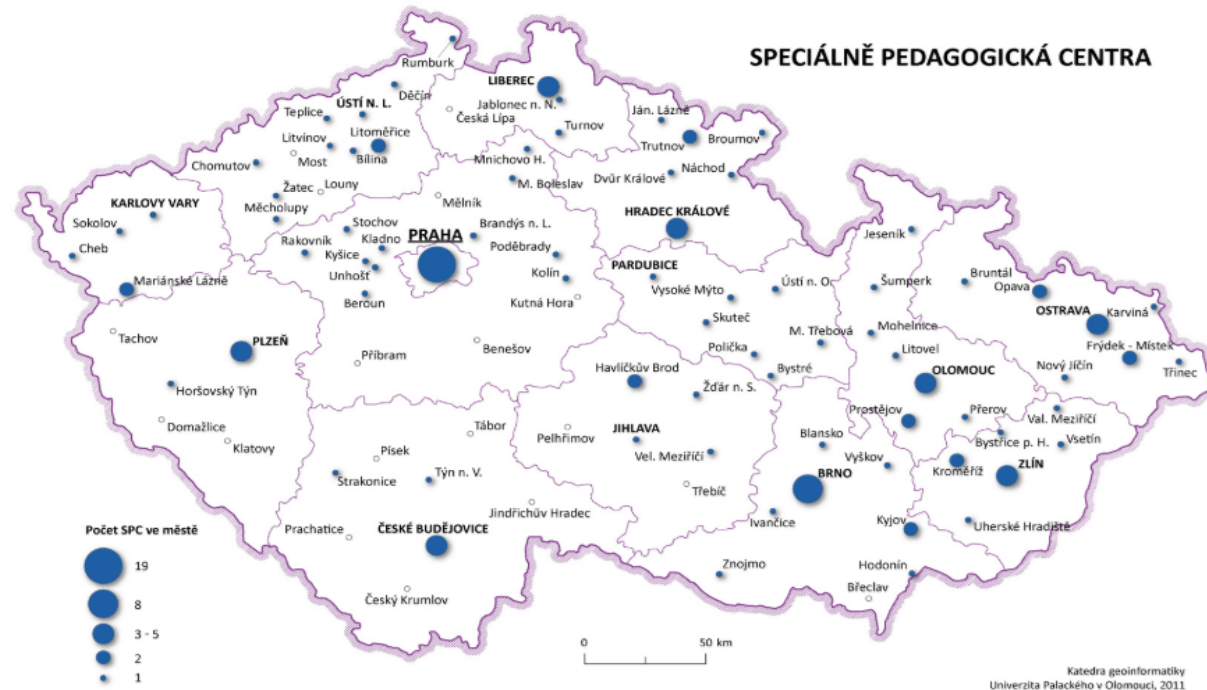 SPECIÁLNĚ PEDAGOGICKÁ CENTRA
Rumburk
Děčín
LIBEREC
Jablonec n. N.
Česká Lípa
Turnov
ÚSTÍ N. L.
Teplice
Litoměřice
Litvínov
Bílina
Most
Chomutov
Louny
Žatec
Měcholupy
Ján. Lázně
Trutnov
Broumov
Dvůr Králové
Náchod
Mnichovo H.
M. Boleslav
Mělník
KARLOVY VARY
Sokolov
Cheb
Mariánské Lázně
Stochov
Rakovník
Kladno
Kyšice
Unhošť
Beroun
PRAHA
Brandýs n. L.
Poděbrady
Kolín
Kutná Hora
HRADEC KRÁLOVÉ
PARDUBICE
Vysoké Mýto
Ústí n. O.
Skuteč
Polička
M. Třebová
Bystré
Jeseník
Šumperk
Bruntál
Opava
OSTRAVA
Karviná
Frýdek - Místek
Třinec
Nový Jičín
Mohelnice
Litovel
OLOMOUC
Prostějov
Přerov
Val. Meziříčí
Bystřice p. H.
Vsetín
Kroměříž
ZLÍN
Uherské Hradiště
Tachov
PLZEŇ
Horšovský Týn
Domažlice
Klatovy
Příbram
Benešov
Tábor
Písek
Strakonice
Týn n. V.
Prachatice
ČESKÉ BUDĚJOVICE
Jindřichův Hradec
Český Krumlov
Havlíčkův Brod
Žďár n. S.
Pelhřimov
JIHLAVA
Vel. Meziříčí
Třebíč
Blansko
Vyškov
BRNO
Ivančice
Kyjov
Znojmo
Hodonín
Břeclav
Počet SPC ve městě
19
8
3 - 5
2
1
0 50 km
Katedra geoinformatiky
Univerzita Palackého v Olomouci, 2011